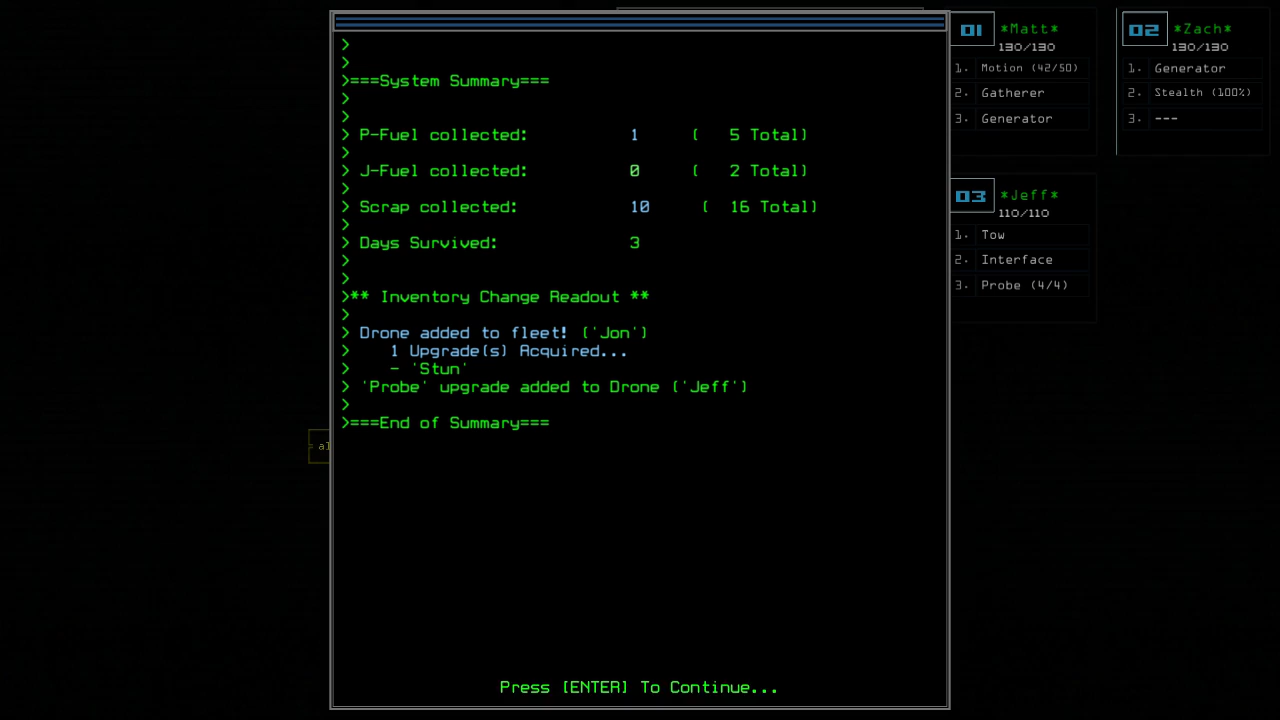 >
>
>===System Summary===
>
>
> P-Fuel collected: 1 ( 5 Total)
>
> J-Fuel collected: 0 ( 2 Total)
>
> Scrap collected: 10 ( 16 Total)
>
> Days Survived: 3
>
>
>** Inventory Change Readout **
>
> Drone added to fleet! ('Jon')
> 1 Upgrade(s) Acquired...
> - 'Stun'
> 'Probe' upgrade added to Drone ('Jeff')
>
>===End of Summary===
Press [ENTER] To Continue...
01 *Matt*
130/130
1. Motion (42/50)
2. Gatherer
3. Generator
02 *Zach*
130/130
1. Generator
2. Stealth (100%)
3. ---
03 *Jeff*
110/110
1. Tow
2. Interface
3. Probe (4/4)